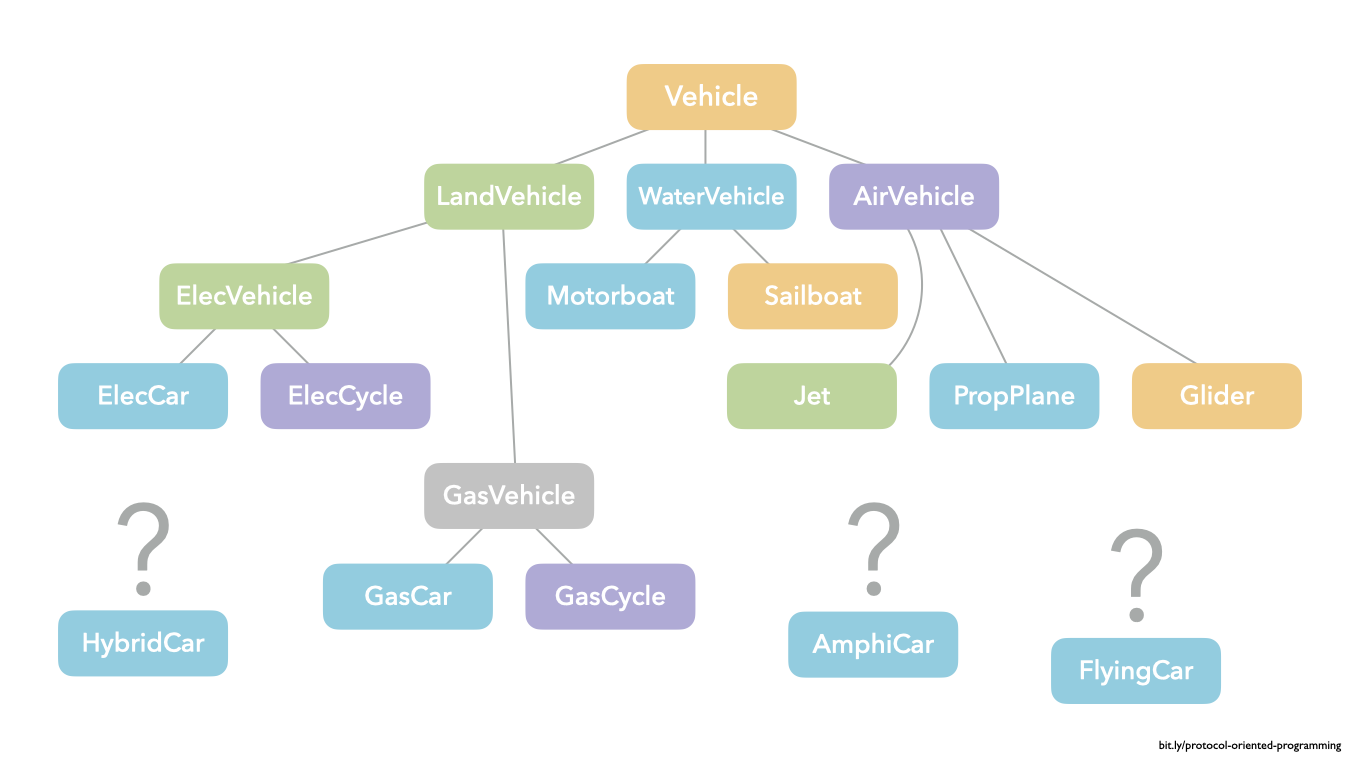 Vehicle
LandVehicle
WaterVehicle
AirVehicle
ElecVehicle
Motorboat
Sailboat
ElecCar
ElecCycle
Jet
PropPlane
Glider
GasVehicle
?
?
?
GasCar
GasCycle
HybridCar
AmphiCar
FlyingCar
bit.ly/protocol-oriented-programming